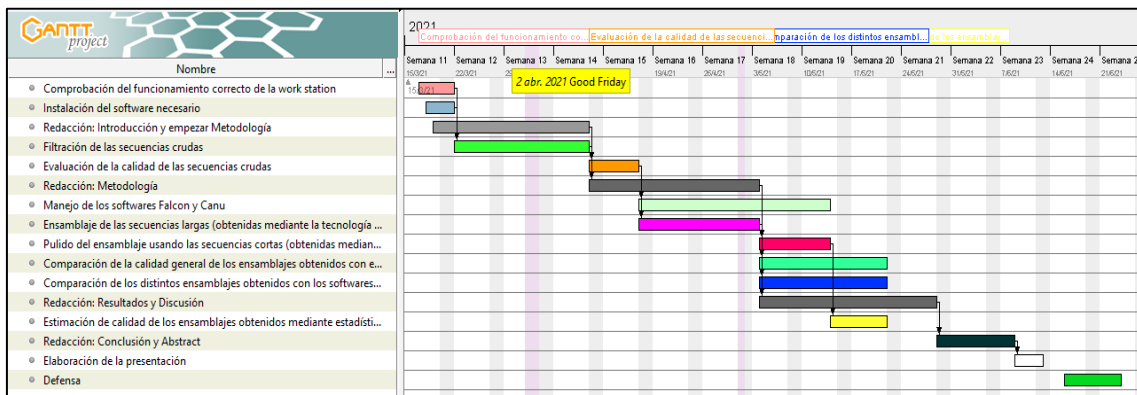 GANTT
project
2021
Comprobación del funcionamiento co...
Evaluación de la calidad de las secuenci...
nparación de los distintos ensambl...
Nombre
...
Semana 11 Semana 12 Semana 13 Semana 14 Semana 15 Semana 16 Semana 17 Semana 18 Semana 19 Semana 20 Semana 21 Semana 22 Semana 23 Semana 24
15/3/21 22/3/21 19/4/21 26/4/21 3/5/21 10/5/21 17/5/21 24/5/21 31/5/21 7/6/21 14/6/21 21/6/21
2 abr. 2021 Good Friday
Comprobación del funcionamiento correcto de la work station
Instalación del software necesario
Redacción: Introducción y empezar Metodología
Filtración de las secuencias crudas
Evaluación de la calidad de las secuencias crudas
Redacción: Metodología
Manejo de los softwares Falcon y Canu
Ensamblaje de las secuencias largas (obtenidas mediante la tecnología ...
Pulido del ensamblaje usando las secuencias cortas (obtenidas median...
Comparación de la calidad general de los ensamblajes obtenidos con e...
Comparación de los distintos ensamblajes obtenidos con los softwares...
Redacción: Resultados y Discusión
Estimación de calidad de los ensamblajes obtenidos mediante estadísti...
Redacción: Conclusión y Abstract
Elaboración de la presentación
Defensa